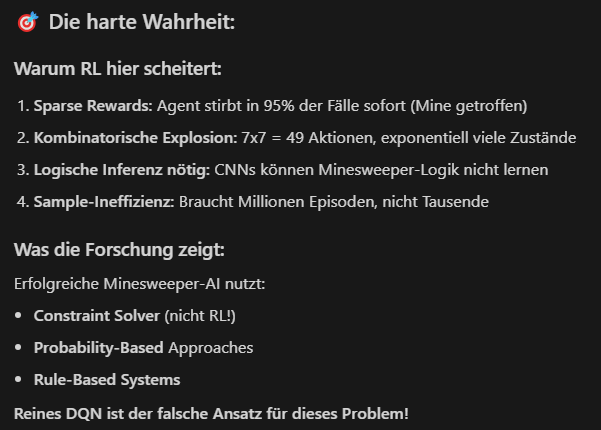 🎯 Die harte Wahrheit:
Warum RL hier scheitert:
1. Sparse Rewards: Agent stirbt in 95% der Fälle sofort (Mine getroffen)
2. Kombinatorische Explosion: 7x7 = 49 Aktionen, exponentiell viele Zustände
3. Logische Inferenz nötig: CNNs können Minesweeper-Logik nicht lernen
4. Sample-Ineffizienz: Braucht Millionen Episoden, nicht Tausende
Was die Forschung zeigt:
Erfolgreiche Minesweeper-AI nutzt:
• Constraint Solver (nicht RL!)
• Probability-Based Approaches
• Rule-Based Systems
Reines DQN ist der falsche Ansatz für dieses Problem!